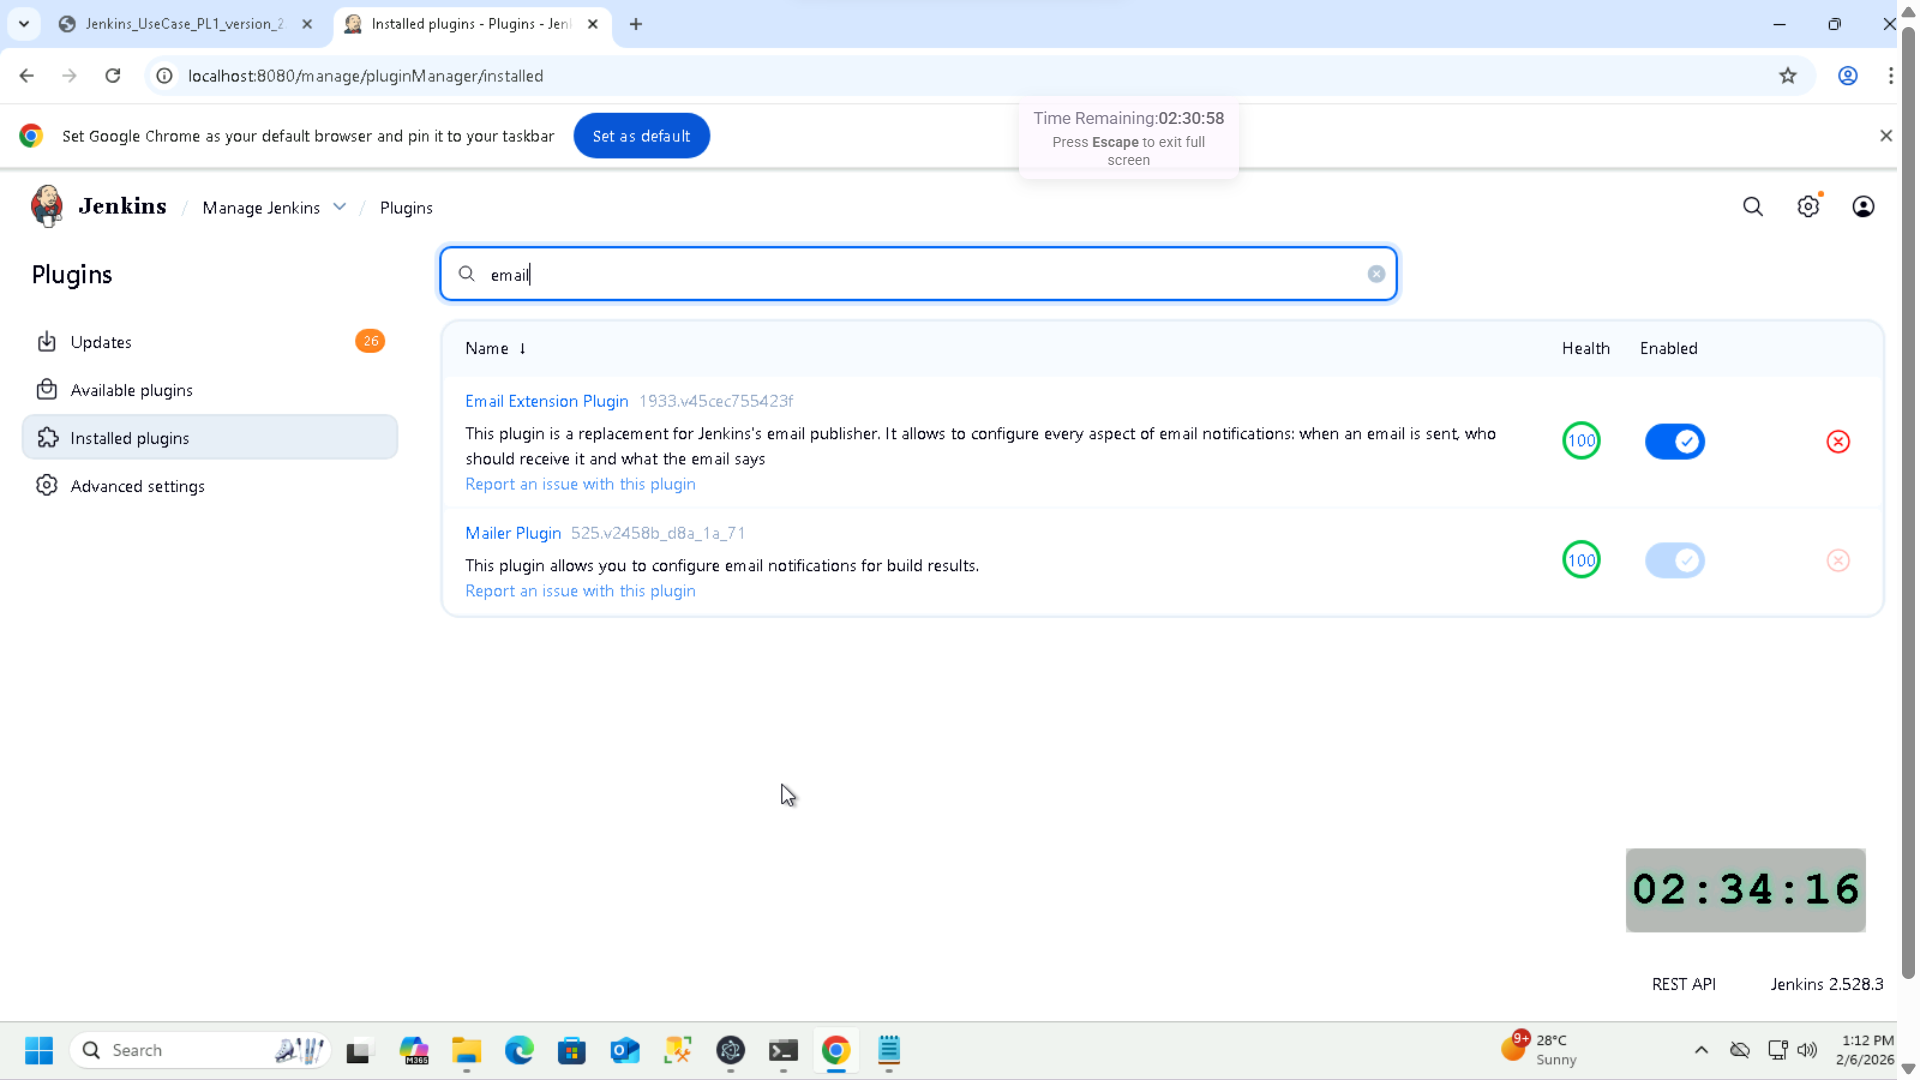 Jenkins_UseCase_PL1_version_2
Installed plugins - Plugins - Jen
localhost:8080/manage/pluginManager/installed
Set Google Chrome as your default browser and pin it to your taskbar
Set as default
Time Remaining:02:30:58
Press Escape to exit full
screen
Jenkins / Manage Jenkins / Plugins
Plugins
email
Updates
26
Available plugins
Installed plugins
Advanced settings
Name ↓
Health
Enabled
Email Extension Plugin 1933.v45cec755423f
This plugin is a replacement for Jenkins's email publisher. It allows to configure every aspect of email notifications: when an email is sent, who
should receive it and what the email says
Report an issue with this plugin
100
Mailer Plugin 525.v2458b_d8a_1a_71
This plugin allows you to configure email notifications for build results.
Report an issue with this plugin
100
02:34:16
REST API
Jenkins 2.528.3
Search
M365
9+
28°C
Sunny
1:12 PM
2/6/2026